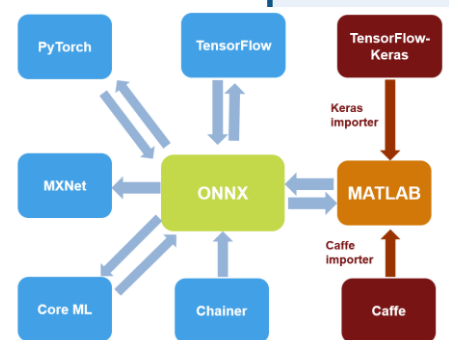 PyTorch
TensorFlow
TensorFlow-
Keras
Keras
importer
MXNet
ONNX
MATLAB
Caffe
importer
Core ML
Chainer
Caffe